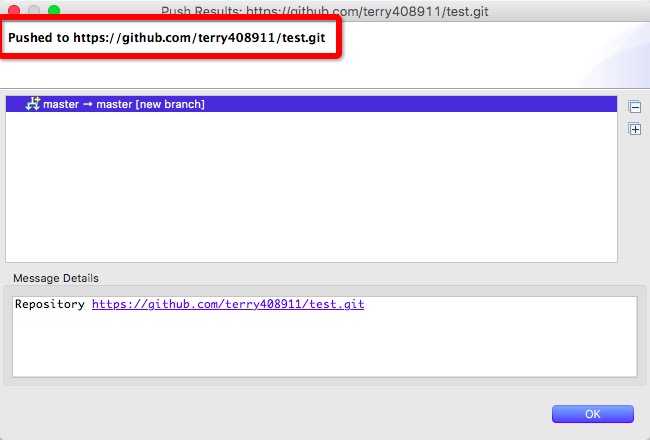 Push Results: https://github.com/terry408911/test.git
Pushed to https://github.com/terry408911/test.git
master → master [new branch]
Message Details
Repository https://github.com/terry408911/test.git
OK